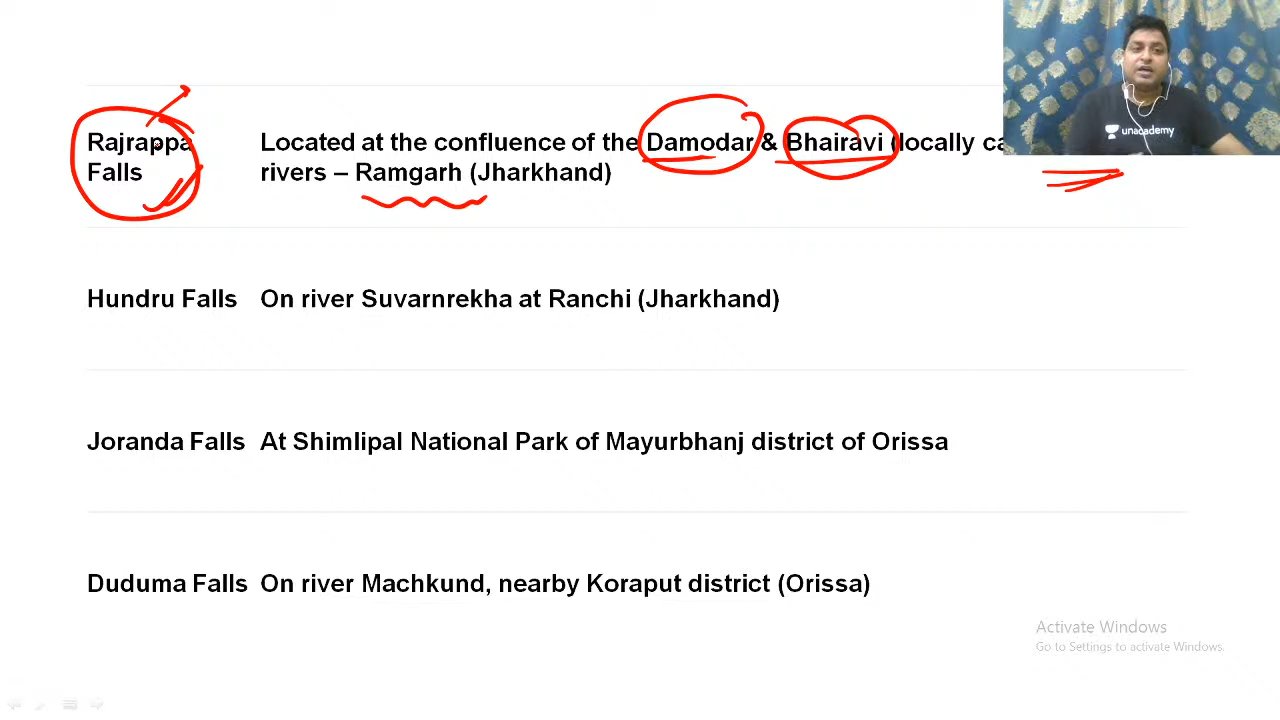 Rajrappa Falls
Located at the confluence of the Damodar & Bhairavi (locally
rivers – Ramgarh (Jharkhand)
Hundru Falls On river Suvarnrekha at Ranchi (Jharkhand)
Joranda Falls At Shimlipal National Park of Mayurbhanj district of Orissa
Duduma Falls On river Machkund, nearby Koraput district (Orissa)
unacademy
Activate Windows
Go to Settings to activate Windows.